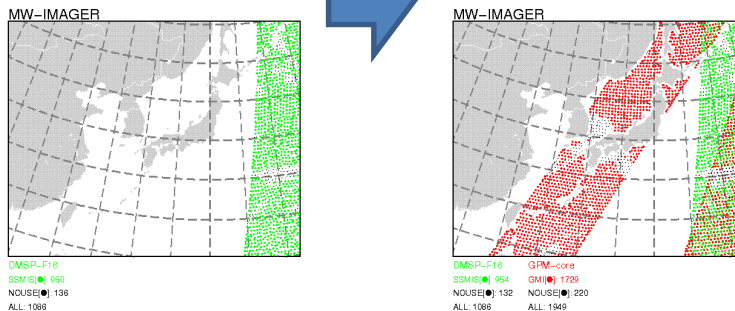 MW-IMAGER
DMSP-F16
SSMIS[●]: 950
NOUSE[●]: 136
ALL: 1086
MW-IMAGER
DMSP-F16 GPM-core
SSMIS[●]: 954 GMI[●]: 1729
NOUSE[●]: 132 NOUSE[●]: 220
ALL: 1086 ALL: 1949